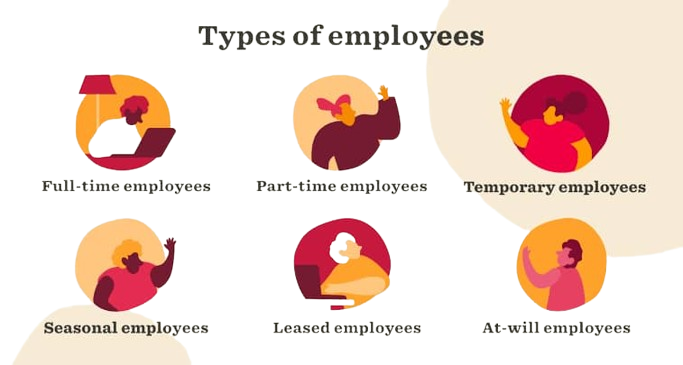 Types of employees
Full-time employees
Part-time employees
Temporary employees
Seasonal employees
Leased employees
At-will employees